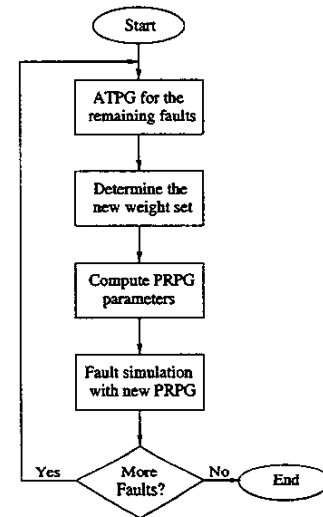 Start
ATPG for the
remaining faults
Determine the
new weight set
Compute PRPG
parameters
Fault simulation
with new PRPG
Yes
More
Faults?
No
End